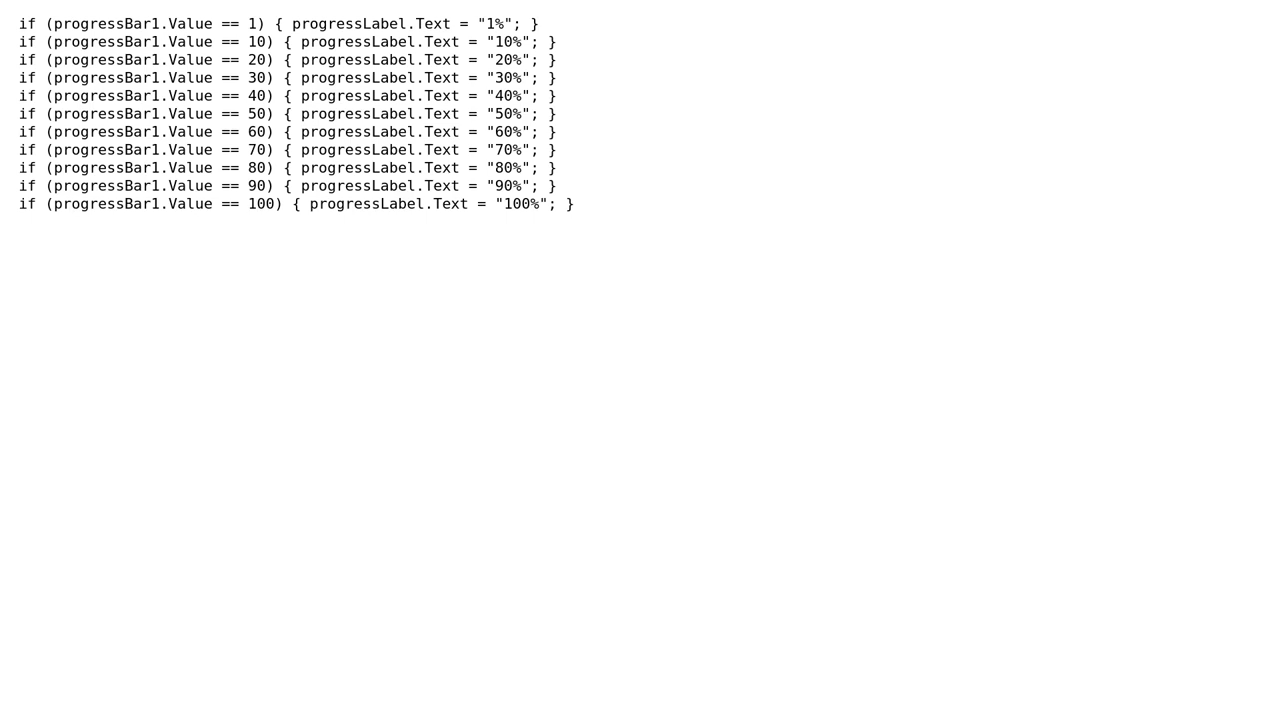 if (progressBar1.Value == 1) { progressLabel.Text = "1%"; }
if (progressBar1.Value == 10) { progressLabel.Text = "10%"; }
if (progressBar1.Value == 20) { progressLabel.Text = "20%"; }
if (progressBar1.Value == 30) { progressLabel.Text = "30%"; }
if (progressBar1.Value == 40) { progressLabel.Text = "40%"; }
if (progressBar1.Value == 50) { progressLabel.Text = "50%"; }
if (progressBar1.Value == 60) { progressLabel.Text = "60%"; }
if (progressBar1.Value == 70) { progressLabel.Text = "70%"; }
if (progressBar1.Value == 80) { progressLabel.Text = "80%"; }
if (progressBar1.Value == 90) { progressLabel.Text = "90%"; }
if (progressBar1.Value == 100) { progressLabel.Text = "100%"; }